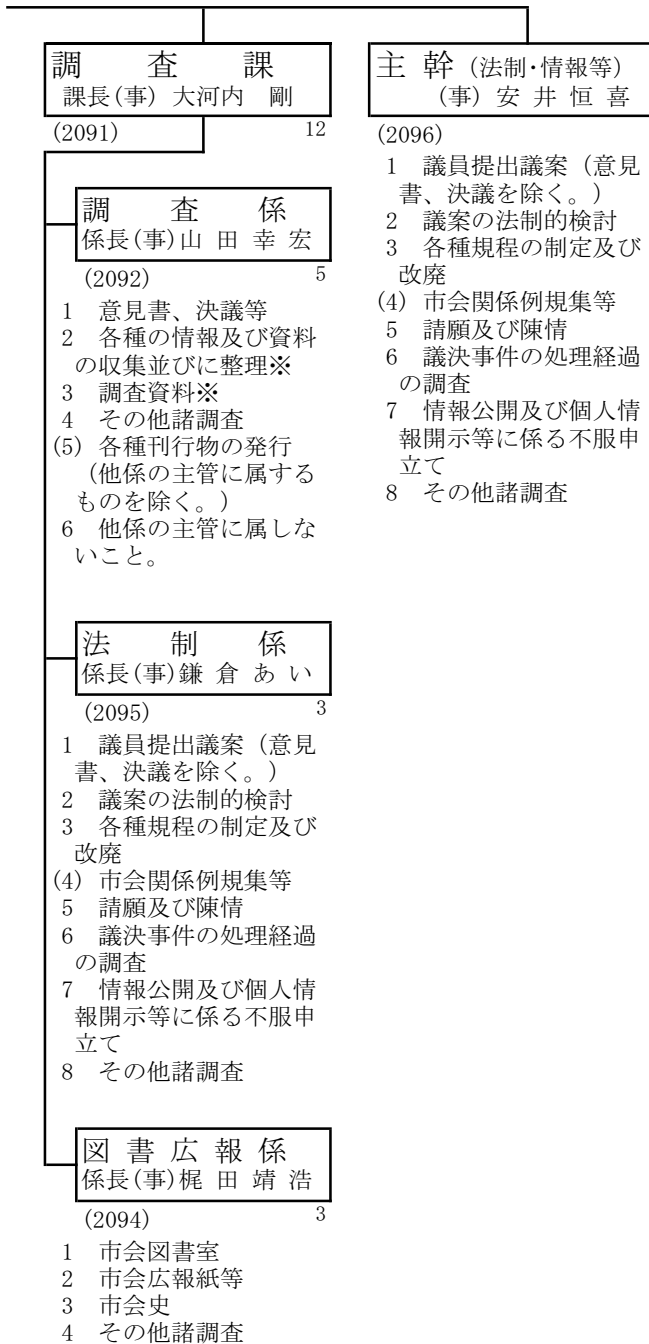 調査課
課長(事) 大河内 剛
(2091) 12
調査係
係長(事)山田幸宏
(2092) 5
1 意見書、決議等
2 各種の情報及び資料
の収集並びに整理※
3 調査資料※
4 その他諸調査
(5) 各種刊行物の発行
(他係の主管に属する
ものを除く。)
6 他係の主管に属しな
いこと。
法制係
係長(事)鎌倉あい
(2095) 3
1 議員提出議案(意見
書、決議を除く。)
2 議案の法制的検討
3 各種規程の制定及び
改廃
(4) 市会関係例規集等
5 請願及び陳情
6 議決事件の処理経過
の調査
7 情報公開及び個人情
報開示等に係る不服申
立て
8 その他諸調査
図書広報係
係長(事)梶田靖浩
(2094) 3
1 市会図書室
2 市会広報紙等
3 市会史
4 その他諸調査
主幹(法制・情報等)
(事)安井恒喜
(2096)
1 議員提出議案(意見
書、決議を除く。)
2 議案の法制的検討
3 各種規程の制定及び
改廃
(4) 市会関係例規集等
5 請願及び陳情
6 議決事件の処理経過
の調査
7 情報公開及び個人情
報開示等に係る不服申
立て
8 その他諸調査